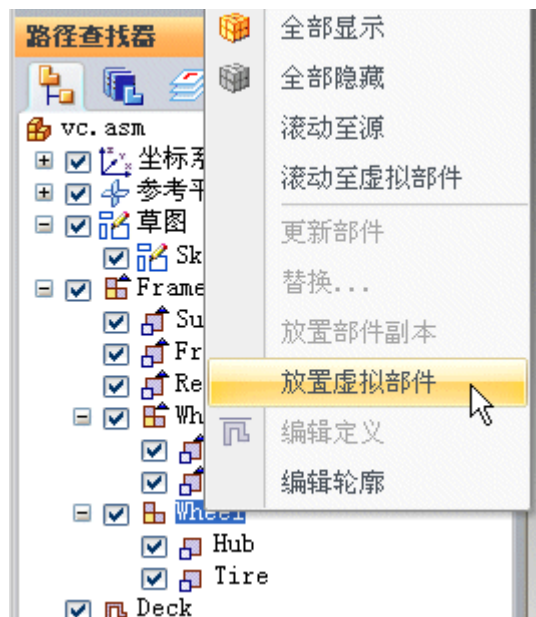 路径查找器
vc.asm
坐标系
参考平
草图
Sk
Frame
Su
Fr
Re
Wh
Wheel
Hub
Tire
Deck
全部显示
全部隐藏
滚动至源
滚动至虚拟部件
更新部件
替换...
放置部件副本
放置虚拟部件
编辑定义
编辑轮廓